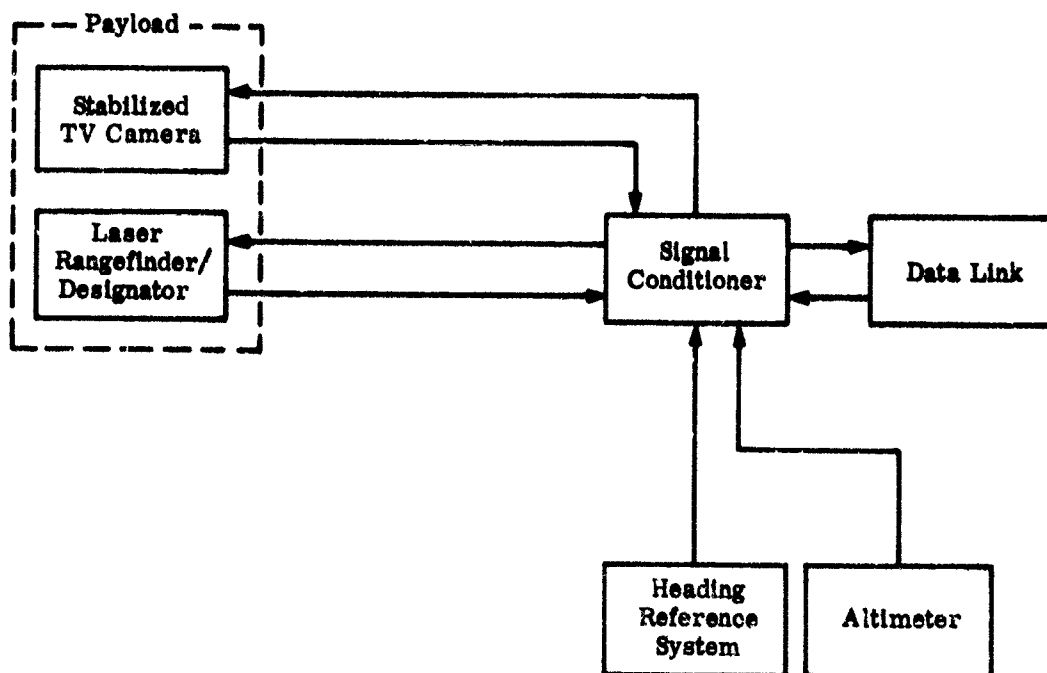 Payload
Stabilized
TV Camera
Laser
Rangefinder/
Designator
Signal
Conditioner
Data Link
Heading
Reference
System
Altimeter